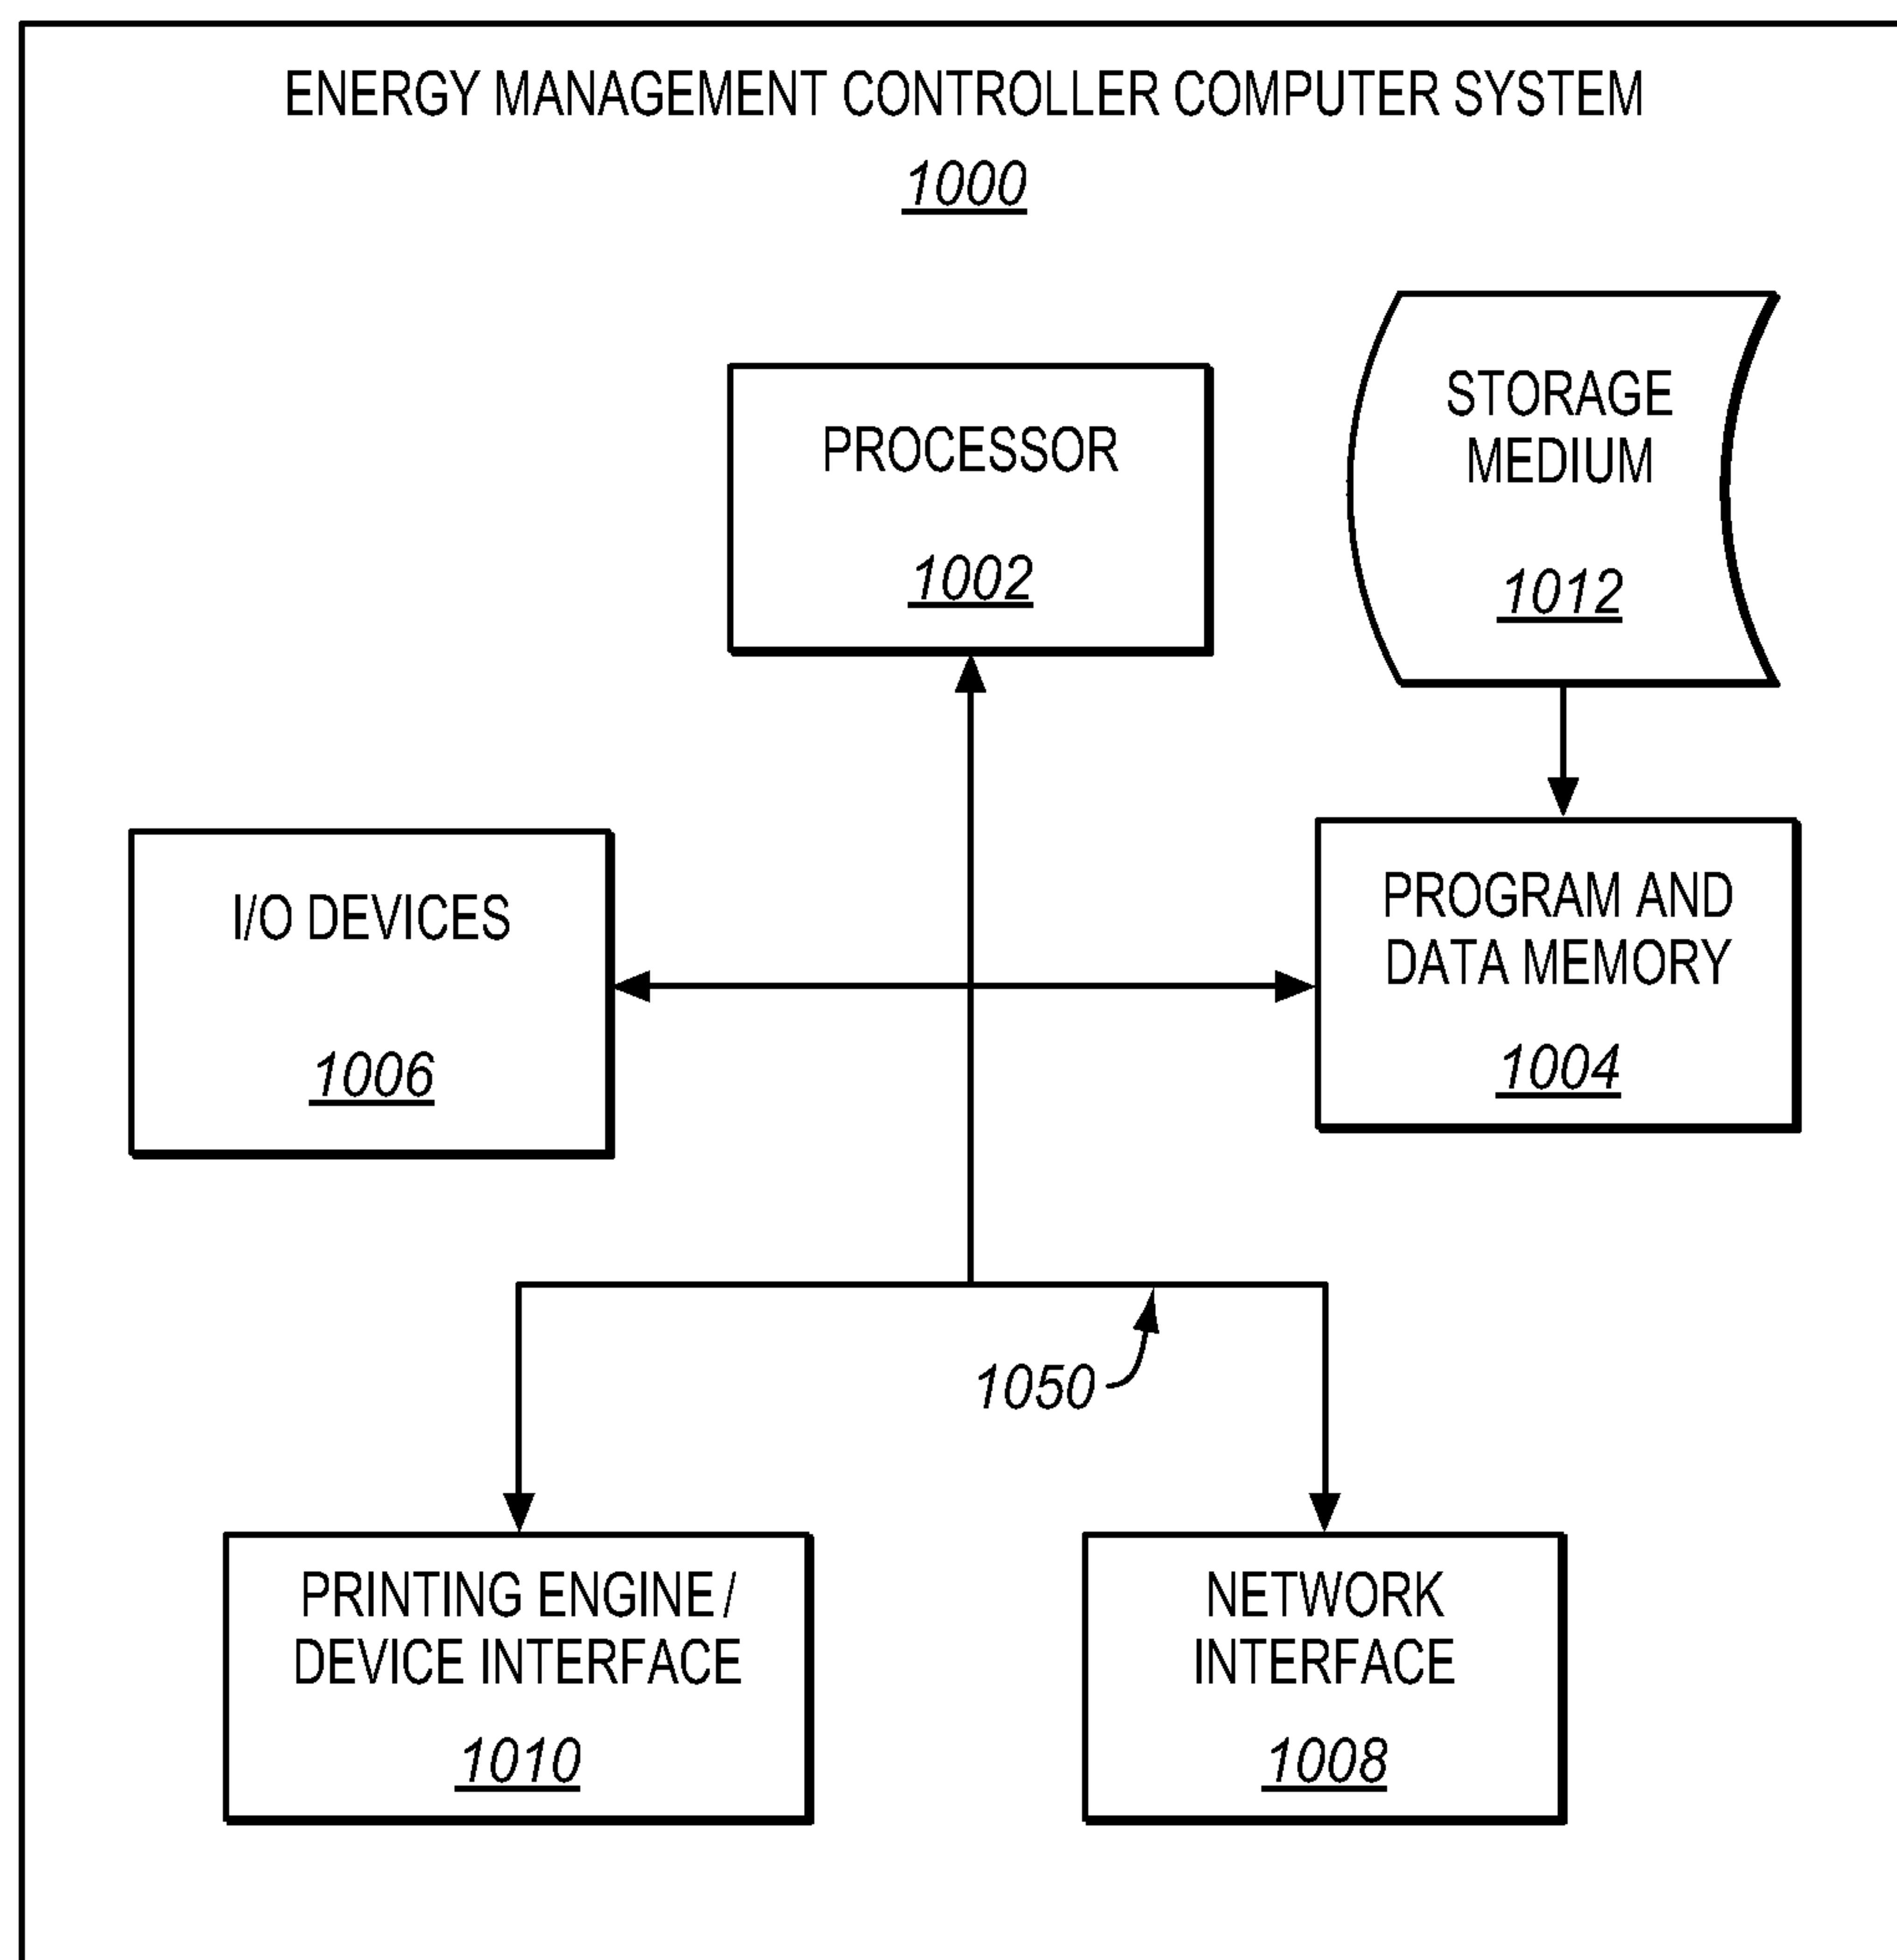 ENERGY MANAGEMENT CONTROLLER COMPUTER SYSTEM
1000
PROCESSOR
1002
STORAGE
MEDIUM
1012
I/O DEVICES
1006
PROGRAM AND
DATA MEMORY
1004
1050
PRINTING ENGINE /
DEVICE INTERFACE
1010
NETWORK
INTERFACE
1008